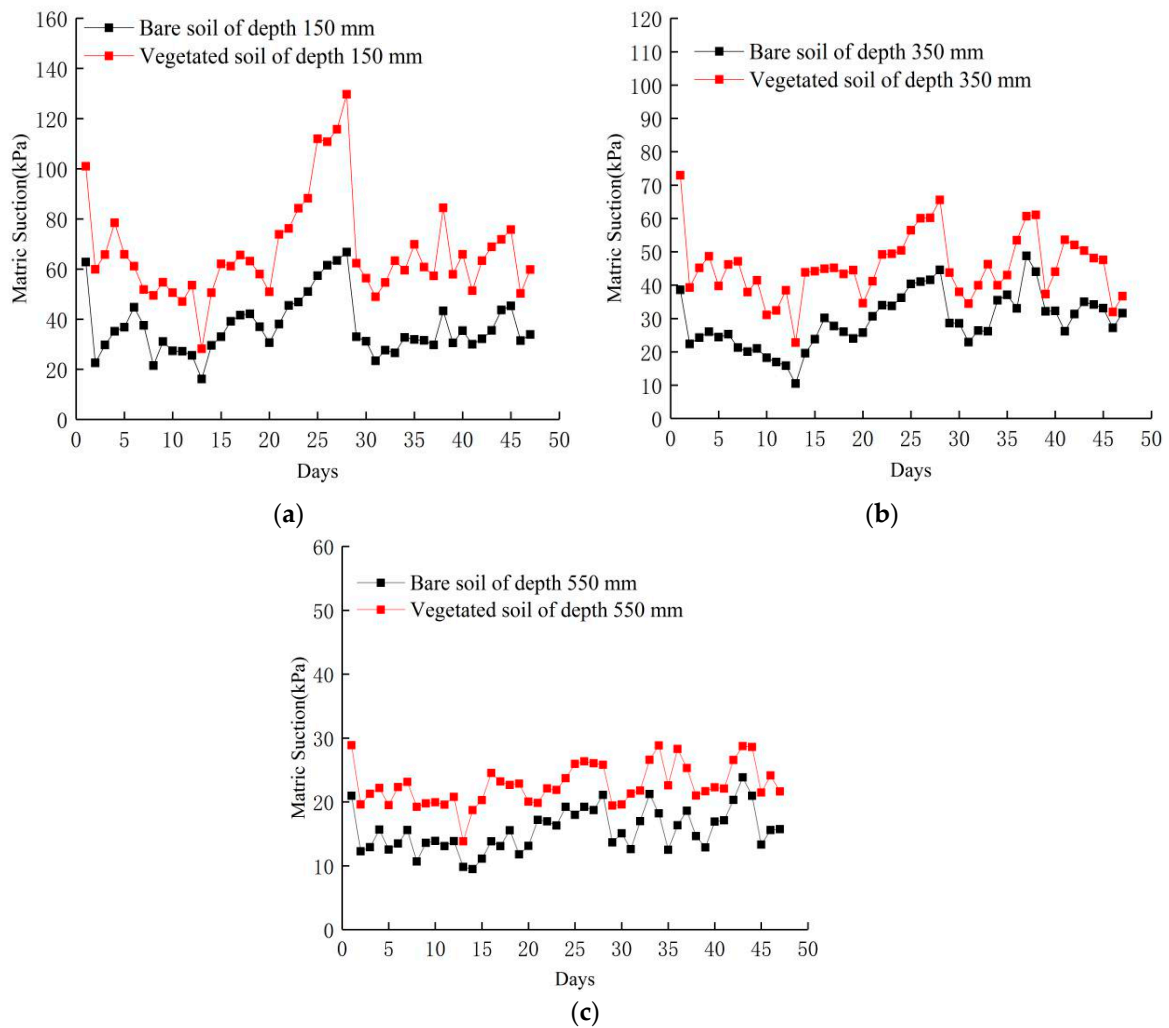 160
140
120
100
80
60
40
20
0
Matric Suction(kPa)
Bare soil of depth 150 mm
Vegetated soil of depth 150 mm
0 5 10 15 20 25 30 35 40 45 50
Days
(a)
120
110
100
90
80
70
60
50
40
30
20
10
0
Matric Suction(kPa)
Bare soil of depth 350 mm
Vegetated soil of depth 350 mm
0 5 10 15 20 25 30 35 40 45 50
Days
(b)
60
50
40
30
20
10
0
Matric Suction(kPa)
Bare soil of depth 550 mm
Vegetated soil of depth 550 mm
0 5 10 15 20 25 30 35 40 45 50
Days
(c)